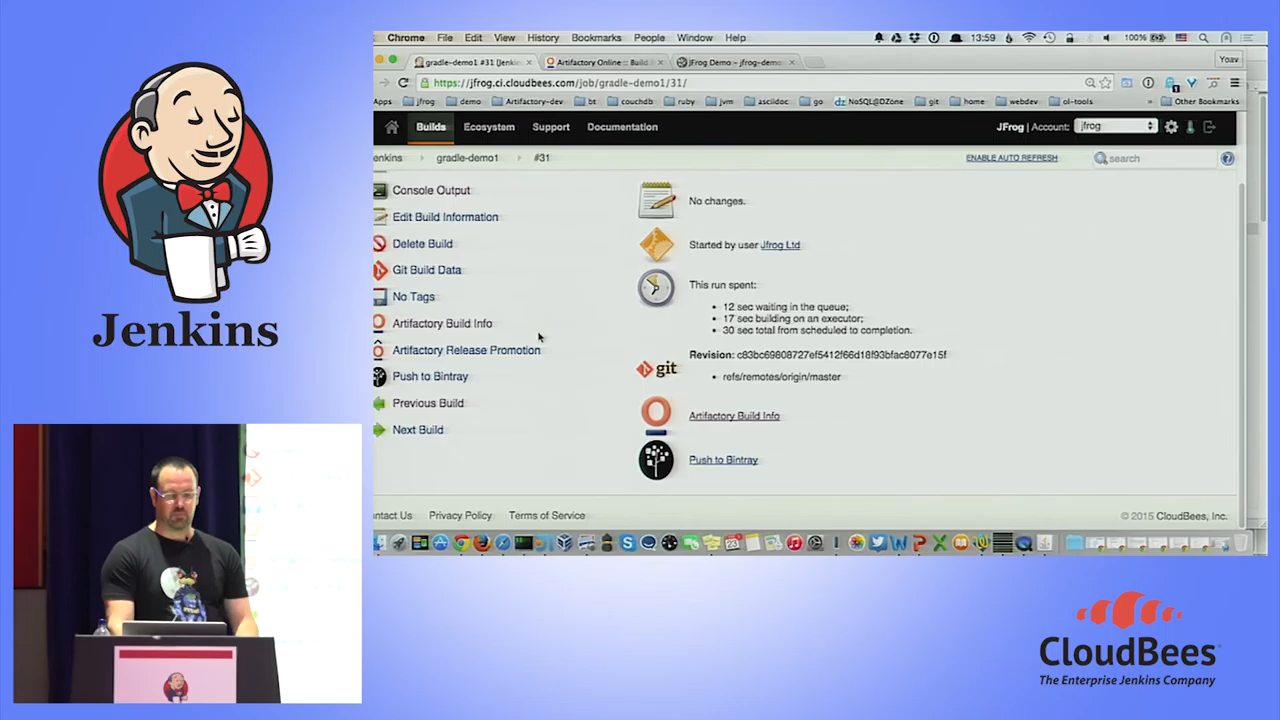 Jenkins
Chrome File Edit View History Bookmarks People Window Help 13:59 100%
gradle-demo1 #31 [Jenkins Artifactory Online :: Build JFrog Demo - jfrog-demo Yoav
https://jfrog.ci.cloudbees.com/job/gradle-demo1/31/
Apps jfrog demo Artifactory-dev bt couchdb ruby jvm asciidoc go NoSQL@DZone git home webdev ol-tools » Other Bookmarks
Builds Ecosystem Support Documentation JFrog | Account: jfrog
enkins gradle-demo1 #31 ENABLE AUTO REFRESH search
Console Output
Edit Build Information
Delete Build
Git Build Data
No Tags
Artifactory Build Info
Artifactory Release Promotion
Push to Bintray
Previous Build
Next Build
No changes.
Started by user Jfrog Ltd
This run spent:
• 12 sec waiting in the queue;
• 17 sec building on an executor;
• 30 sec total from scheduled to completion.
git
Revision: c83bc69808727ef5412f66d18f93bfac8077e15f
• refs/remotes/origin/master
Artifactory Build Info
Push to Bintray
ntact Us Privacy Policy Terms of Service © 2015 CloudBees, Inc.
CloudBees
The Enterprise Jenkins Company